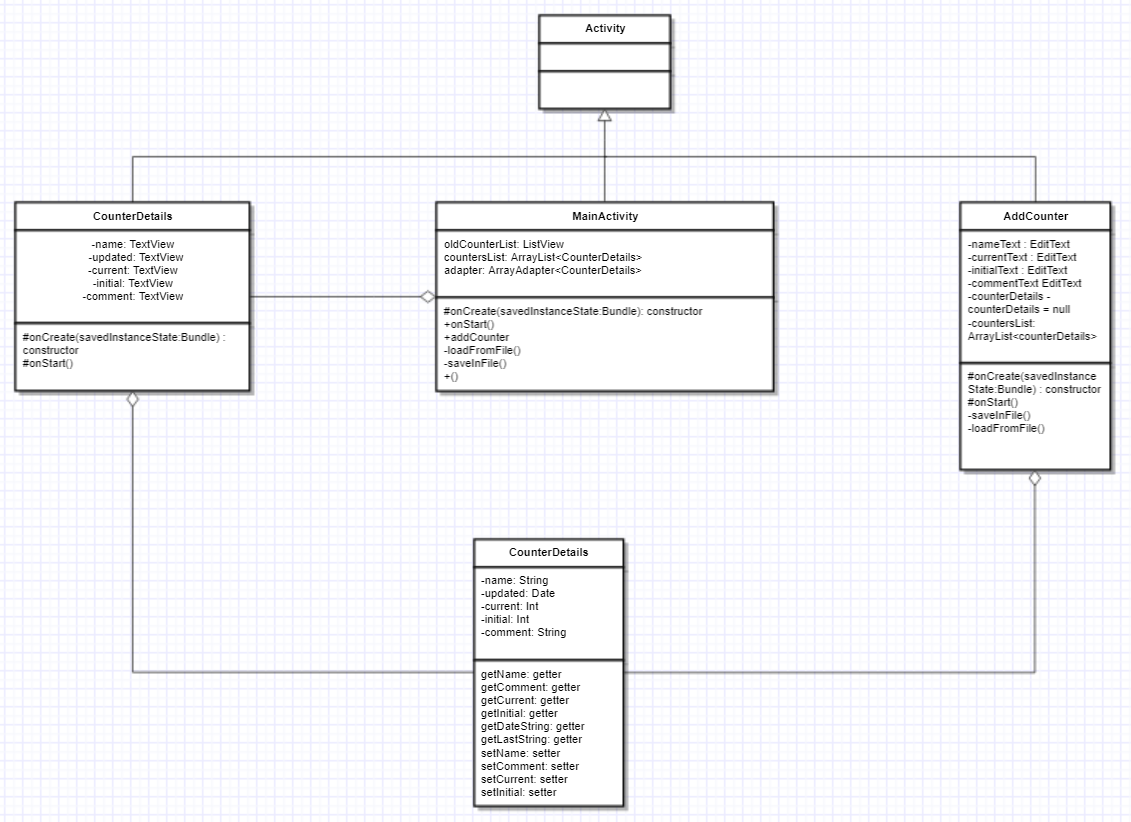 Activity
CounterDetails
-name: TextView
-updated: TextView
-current: TextView
-initial: TextView
-comment: TextView
#onCreate(savedInstanceState:Bundle) :
constructor
#onStart()
MainActivity
oldCounterList: ListView
countersList: ArrayList<CounterDetails>
adapter: ArrayAdapter<CounterDetails>
#onCreate(savedInstanceState:Bundle): constructor
+onStart()
+addCounter
-loadFromFile()
-saveInFile()
+()
AddCounter
-nameText : EditText
-currentText : EditText
-initialText : EditText
-commentText EditText
-counterDetails -
counterDetails = null
-countersList:
ArrayList<counterDetails>
#onCreate(savedInstance
State:Bundle) : constructor
#onStart()
-saveInFile()
-loadFromFile()
CounterDetails
-name: String
-updated: Date
-current: Int
-initial: Int
-comment: String
getName: getter
getComment: getter
getCurrent: getter
getInitial: getter
getDateString: getter
getLastString: getter
setName: setter
setComment: setter
setCurrent: setter
setInitial: setter